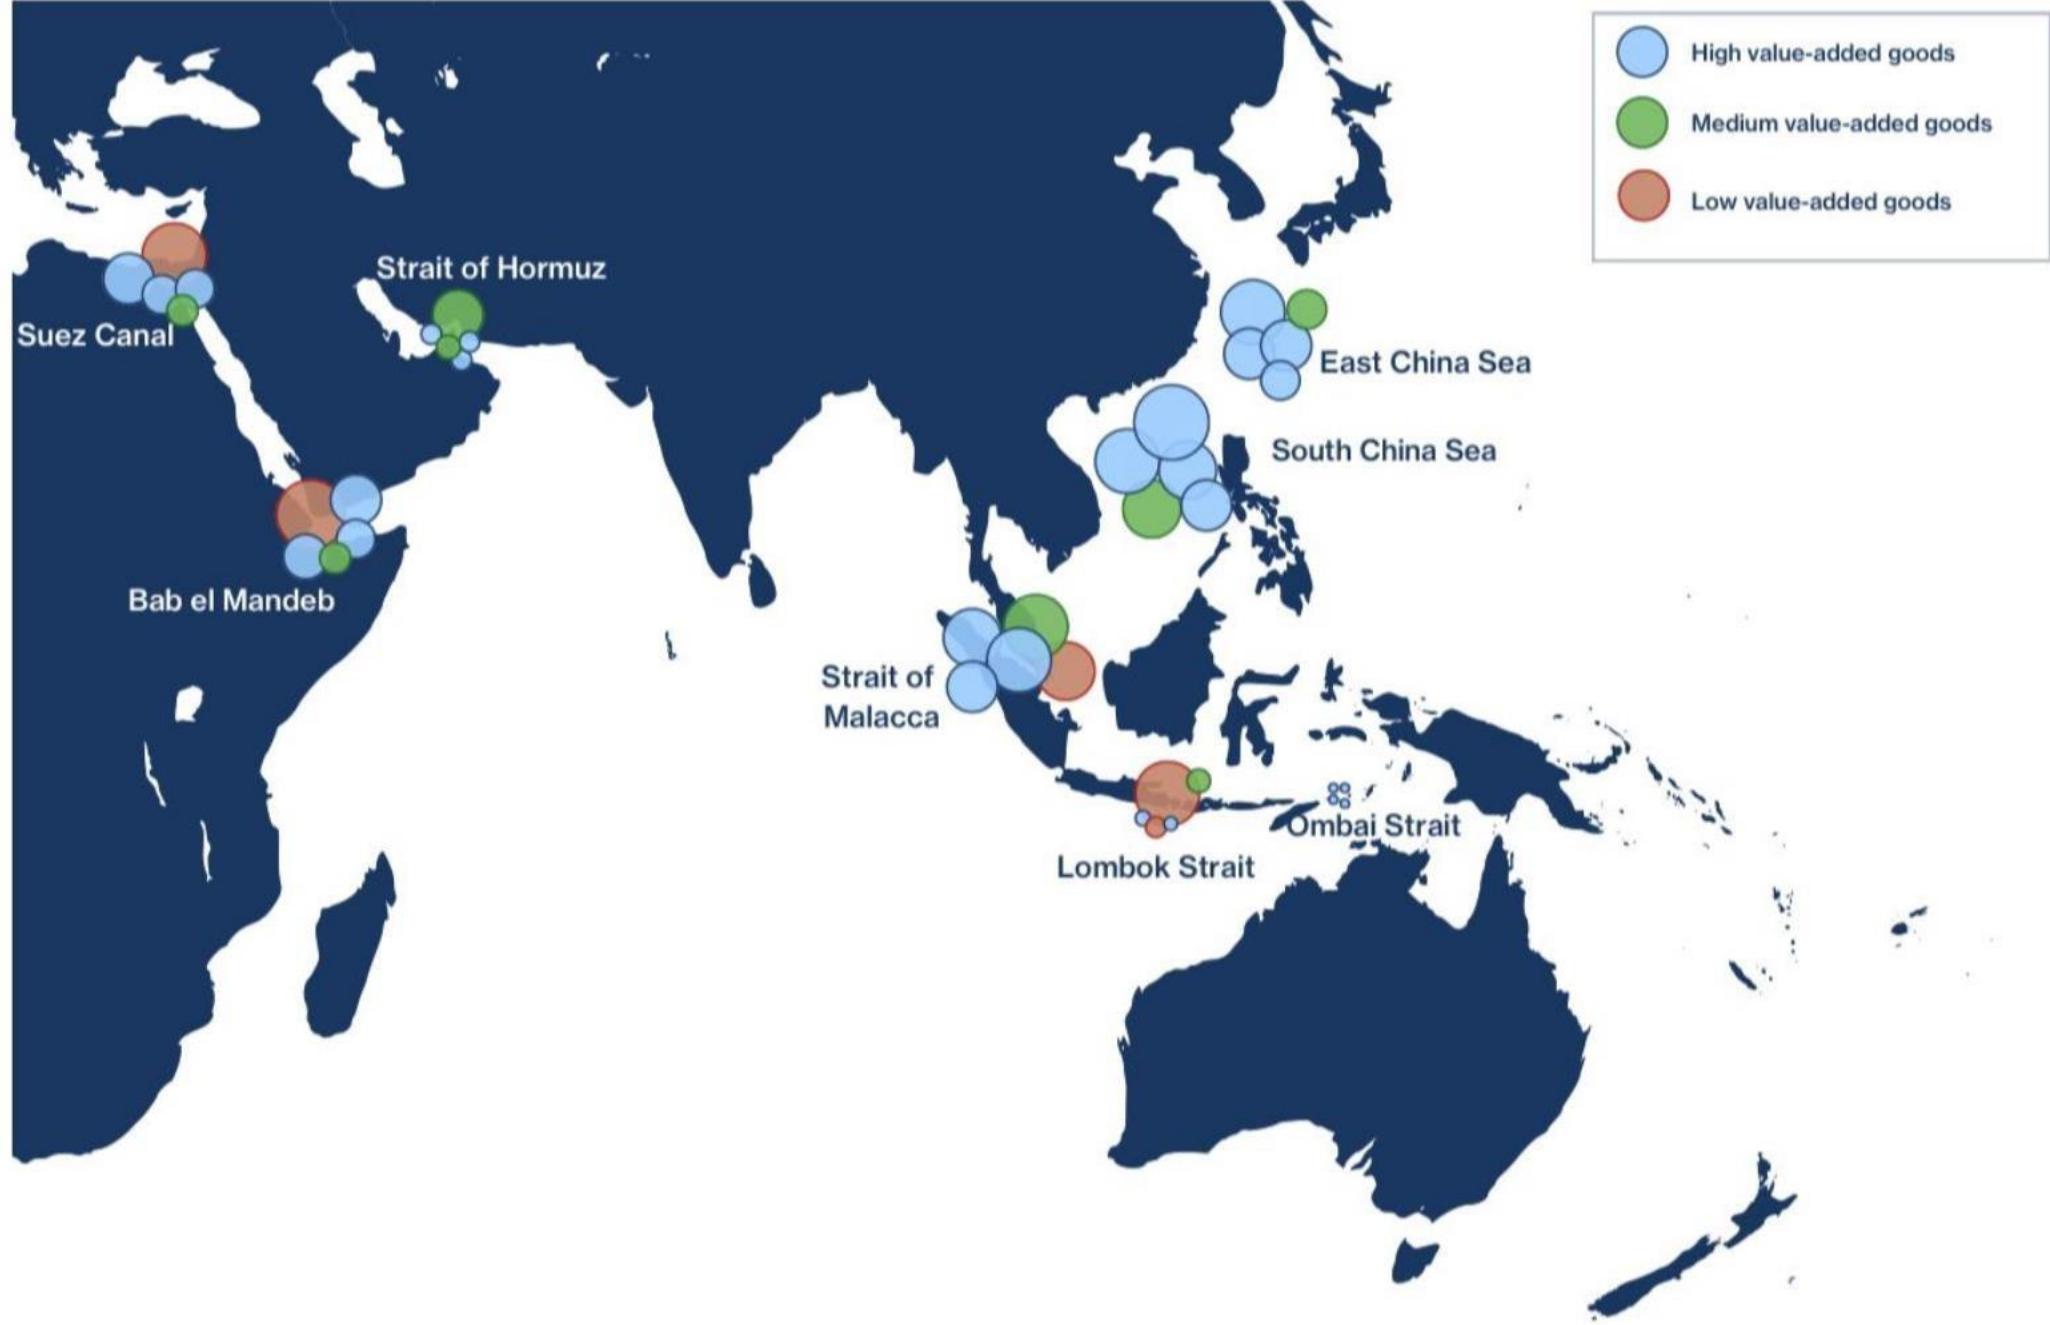 High value-added goods
Medium value-added goods
Low value-added goods
Strait of Hormuz
Suez Canal
East China Sea
South China Sea
Bab el Mandeb
Strait of
Malacca
Ombai Strait
Lombok Strait